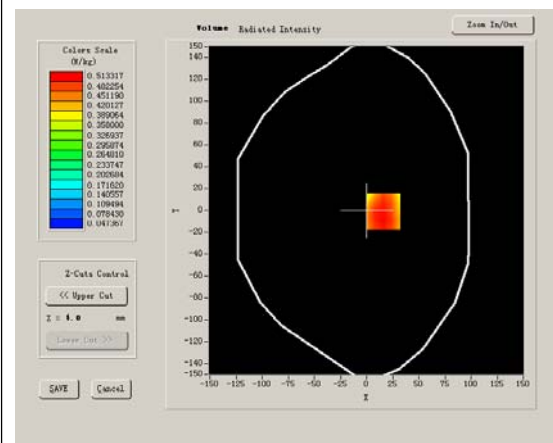 Volume Radiated Intensity
Zoom In/Out
Colors Scale
(W/kg)
0.513317
0.482254
0.451190
0.420127
0.389064
0.358000
0.326937
0.295874
0.264810
0.233747
0.202684
0.171620
0.140557
0.109494
0.078430
0.047367
Z-Cuts Control
<< Upper Cut
Z = 4.0 mm
Lower Cut >>
SAVE
Cancel
150
140
120
100
80
60
40
20
0
-20
-40
-60
-80
-100
-120
-140
-150
Y
-150 -125 -100 -75 -50 -25 0 25 50 75 100 125 150
X